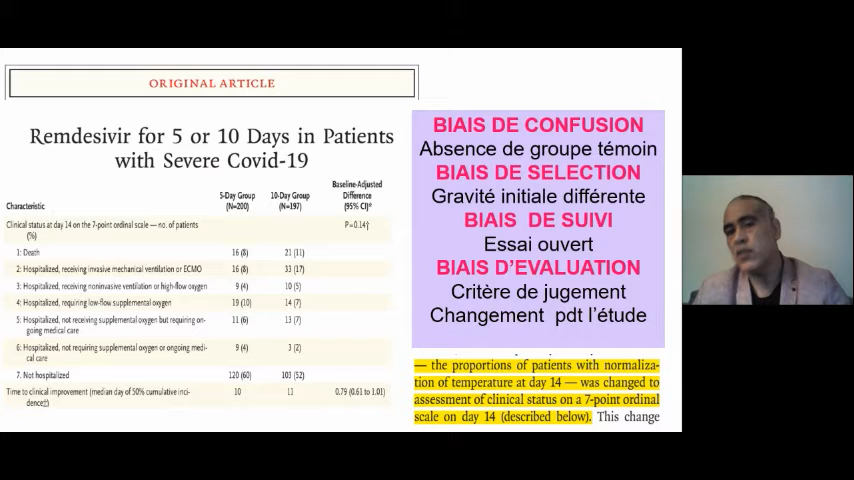 ORIGINAL ARTICLE
Remdesivir for 5 or 10 Days in Patients
with Severe Covid-19
Characteristic
5-Day Group
(N=200)
10-Day Group
(N=197)
Baseline-Adjusted
Difference
(95% CI)*
Clinical status at day 14 on the 7-point ordinal scale — no. of patients
(%)
P=0.14†
1: Death 16 (8) 21 (11)
2: Hospitalized, receiving invasive mechanical ventilation or ECMO 16 (8) 33 (17)
3: Hospitalized, receiving noninvasive ventilation or high-flow oxygen 9 (4) 10 (5)
4: Hospitalized, requiring low-flow supplemental oxygen 19 (10) 14 (7)
5: Hospitalized, not receiving supplemental oxygen but requiring on-
going medical care
11 (6) 13 (7)
6: Hospitalized, not requiring supplemental oxygen or ongoing medi-
cal care
9 (4) 3 (2)
7: Not hospitalized 120 (60) 103 (52)
Time to clinical improvement (median day of 50% cumulative inci-
dence‡)
10 11 0.79 (0.61 to 1.01)
BIAIS DE CONFUSION
Absence de groupe témoin
BIAIS DE SELECTION
Gravité initiale différente
BIAIS DE SUIVI
Essai ouvert
BIAIS D'EVALUATION
Critère de jugement
Changement pdt l'étude
— the proportions of patients with normaliza-
tion of temperature at day 14 — was changed to
assessment of clinical status on a 7-point ordinal
scale on day 14 (described below). This change